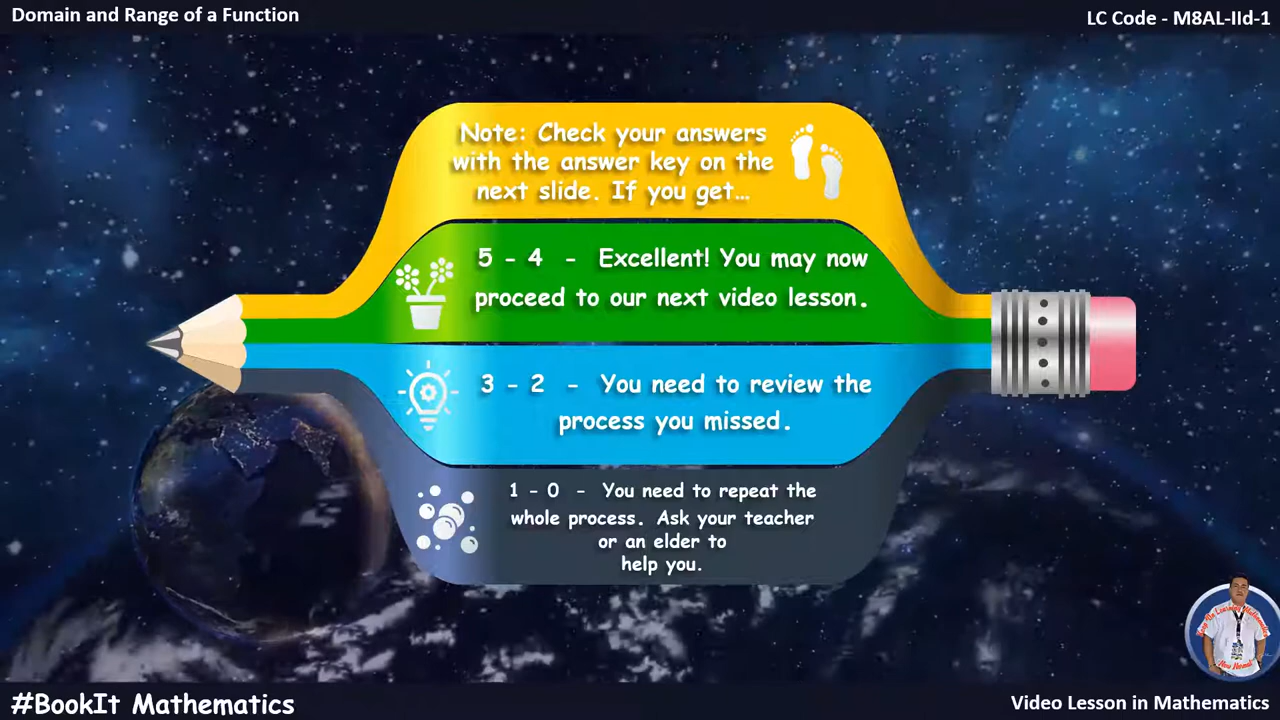 Domain and Range of a Function
LC Code - M8AL-IId-1
Note: Check your answers
with the answer key on the
next slide. If you get…
5 - 4 - Excellent! You may now
proceed to our next video lesson.
3 - 2 - You need to review the
process you missed.
1 - 0 - You need to repeat the
whole process. Ask your teacher
or an elder to
help you.
#BookIt Mathematics
Video Lesson in Mathematics